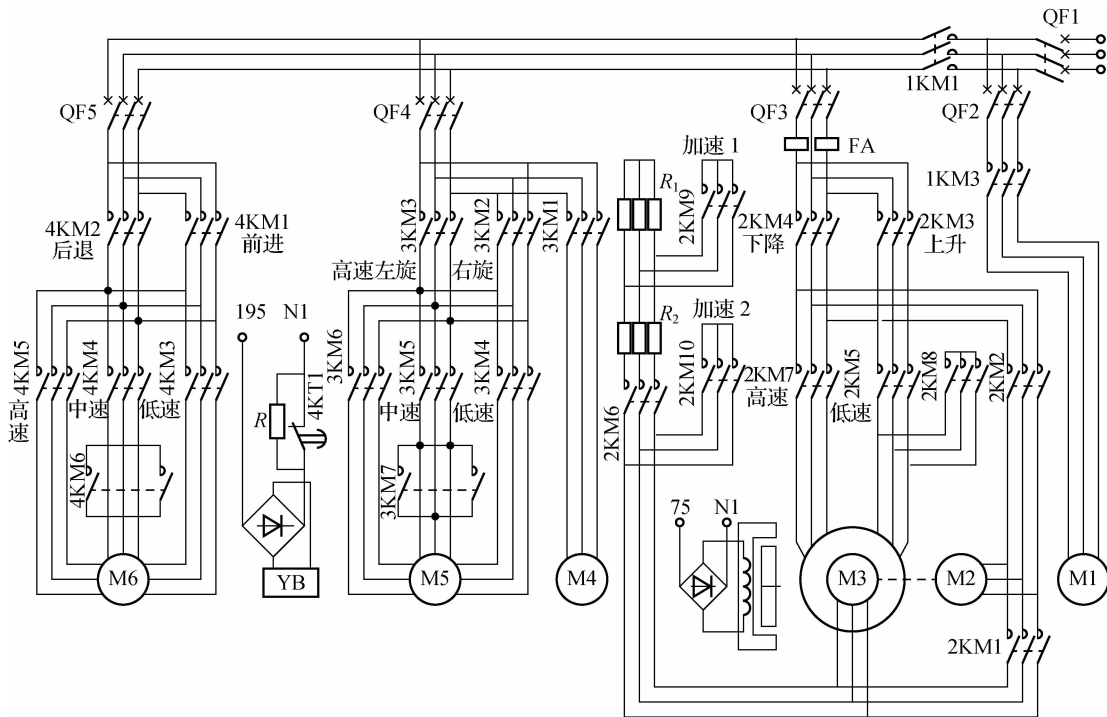 QF1
1KM1
QF5
QF4
QF3
QF2
FA
加速 1
R1
2KM9
1KM3
4KM2
后退
4KM1
前进
3KM3
3KM2
3KM1
高速左旋
右旋
2KM4
下降
2KM3
上升
195
N1
R2
加速 2
2KM10
4KM5
高速
4KM4
中速
4KM3
低速
4KT1
R
3KM6
3KM5
中速
3KM4
低速
2KM6
2KM7
高速
2KM5
低速
2KM8
2KM2
4KM6
3KM7
75
N1
M6
YB
M5
M4
M3
M2
M1
2KM1